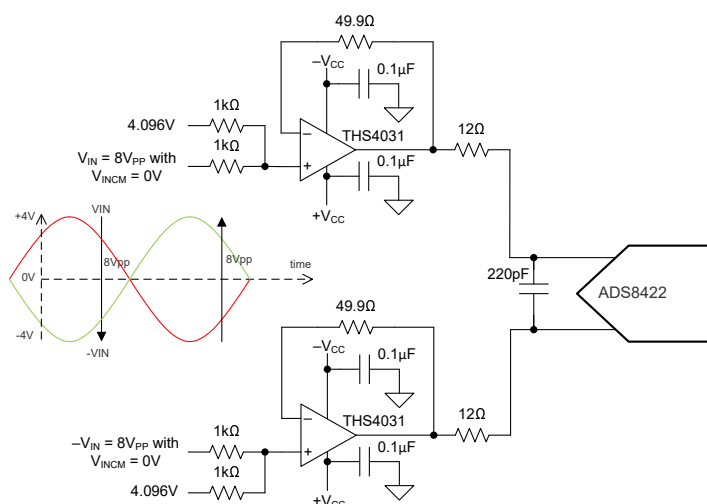 49.9Ω
–VCC
0.1µF
1kΩ
4.096V
1kΩ
THS4031
VIN = 8VPP with
VINCM = 0V
0.1µF
12Ω
+VCC
+4V
VIN
8Vpp
8Vpp
time
0V
-4V
-VIN
220pF
ADS8422
49.9Ω
–VCC
0.1µF
THS4031
12Ω
–VIN = 8VPP with
VINCM = 0V
1kΩ
1kΩ
0.1µF
4.096V
+VCC